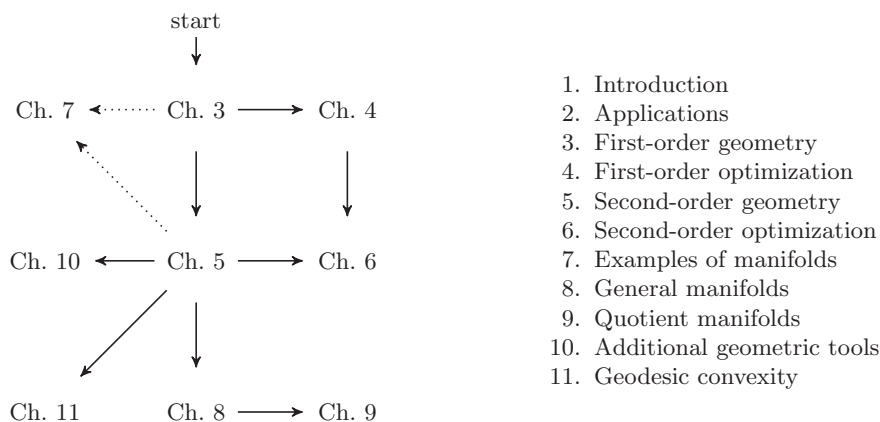 start
Ch. 7
Ch. 3
Ch. 4
Ch. 10
Ch. 5
Ch. 6
Ch. 11
Ch. 8
Ch. 9
1. Introduction
2. Applications
3. First-order geometry
4. First-order optimization
5. Second-order geometry
6. Second-order optimization
7. Examples of manifolds
8. General manifolds
9. Quotient manifolds
10. Additional geometric tools
11. Geodesic convexity